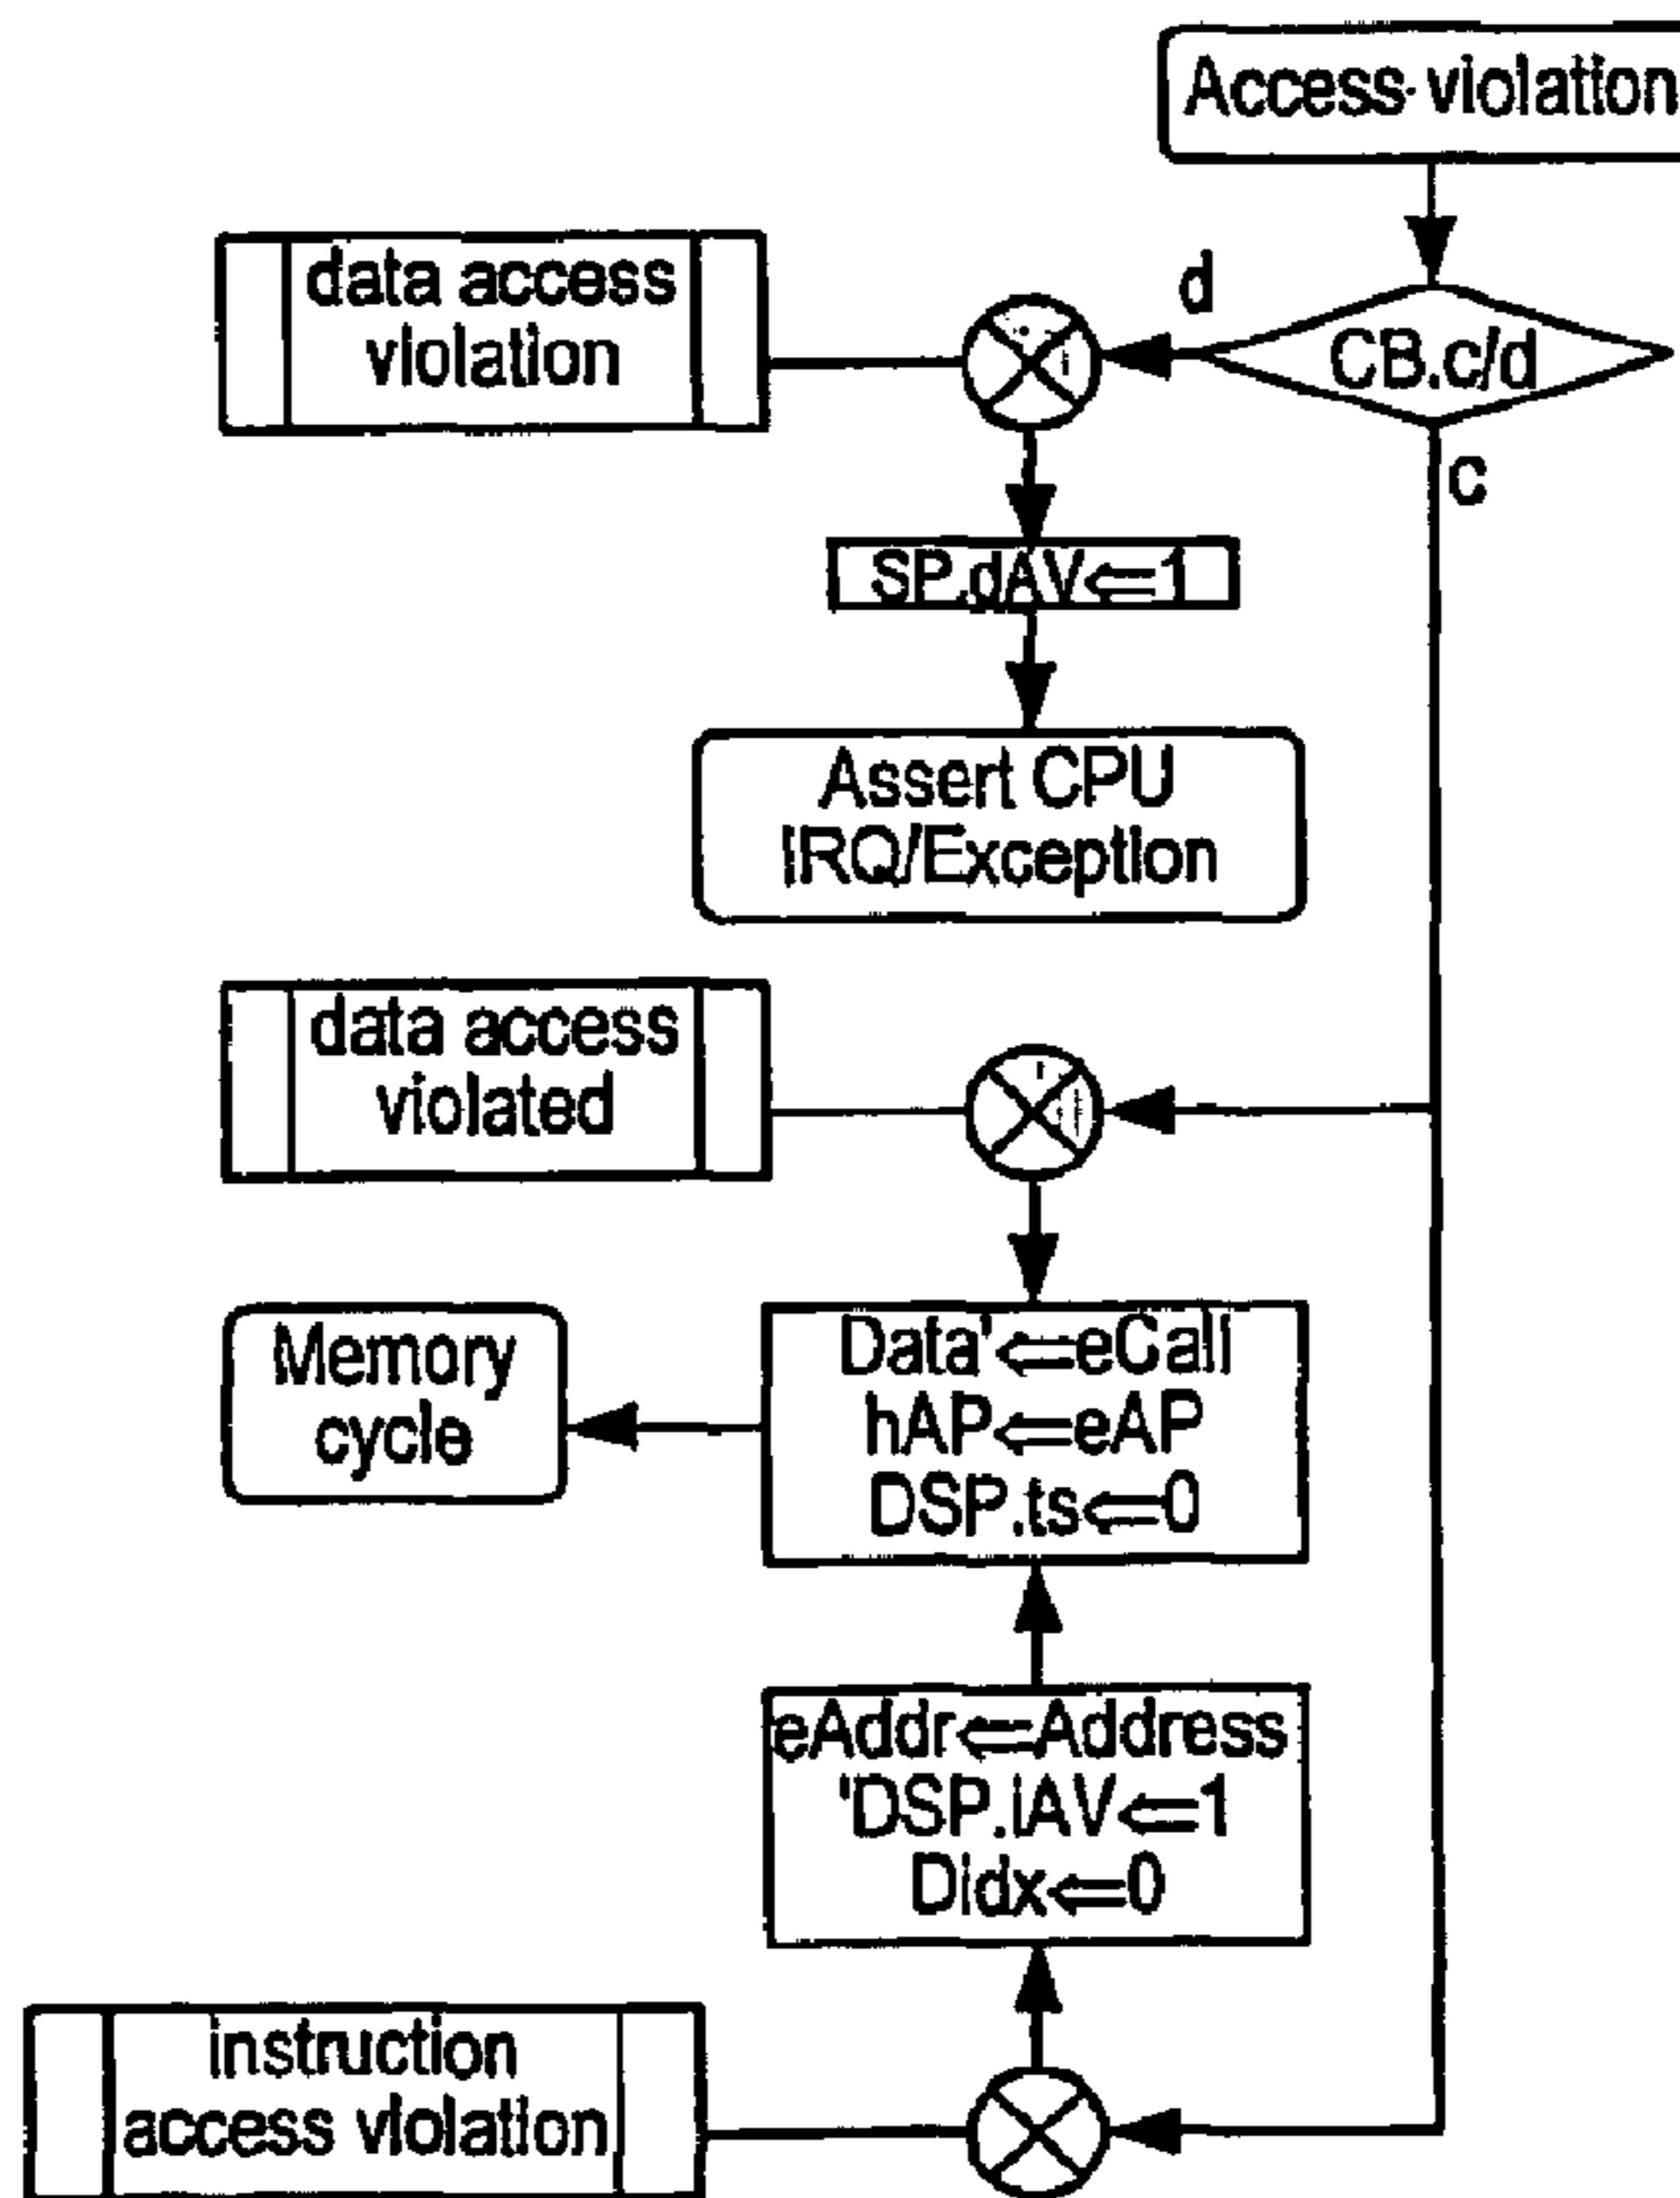 Access violation
d
CB.c/d
c
data access
violation
SP.dAV⇐1
Assert CPU
IRQ/Exception
data access
violated
Data'⇐eCall
hAP⇐eAP
DSP.ts⇐0
Memory
cycle
eAddr⇐Address
'DSP.iAV⇐1
Didx⇐0
instruction
access violation